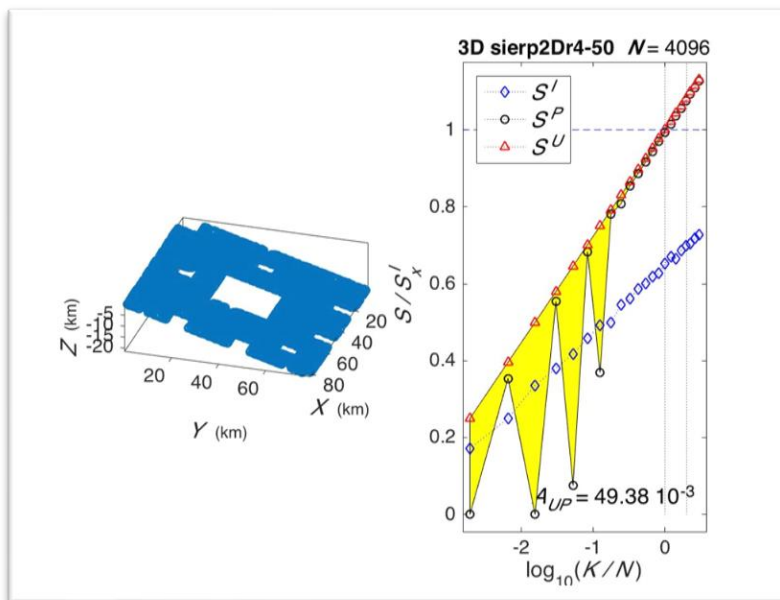 3D sierp2Dr4-50 N = 4096
S^I
S^P
S^U
1
0.8
0.6
0.4
0.2
0
S / S_x^I
A_UP = 49.38 10^-3
-2 -1 0
log10(K/N)
Z (km)
-5
-10
-15
-20
20 40 60
Y (km)
20
40
60
80
X (km)